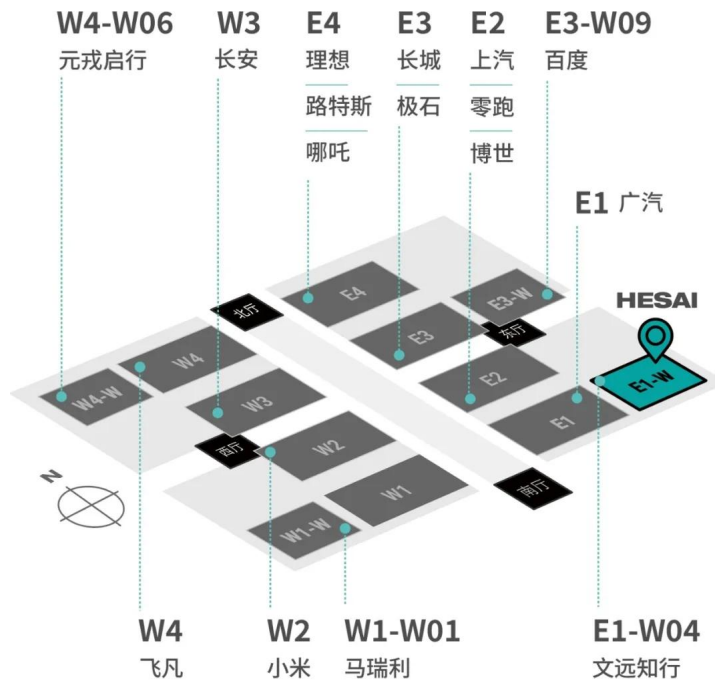 W4-W06
元戎启行
W3
长安
E4
理想
路特斯
哪吒
E3
长城
极石
E2
上汽
零跑
博世
E3-W09
百度
E1 广汽
HESAI
E4
E3-W
北厅
东厅
E3
W4
E1-W
E2
W4-W
W3
E1
西厅
W2
南厅
W1
N
W1-W
W4
飞凡
W2
小米
W1-W01
马瑞利
E1-W04
文远知行